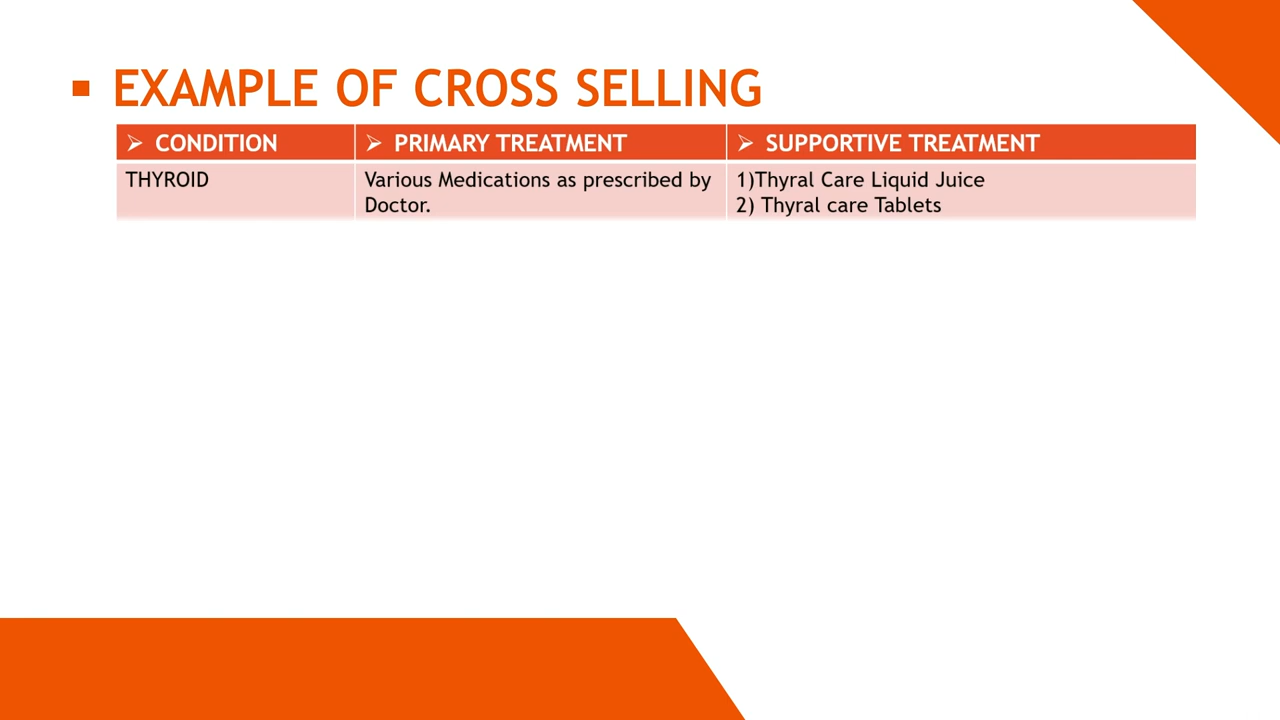 ▪ EXAMPLE OF CROSS SELLING
➢ CONDITION ➢ PRIMARY TREATMENT ➢ SUPPORTIVE TREATMENT
THYROID
Various Medications as prescribed by
Doctor.
1)Thyral Care Liquid Juice
2) Thyral care Tablets